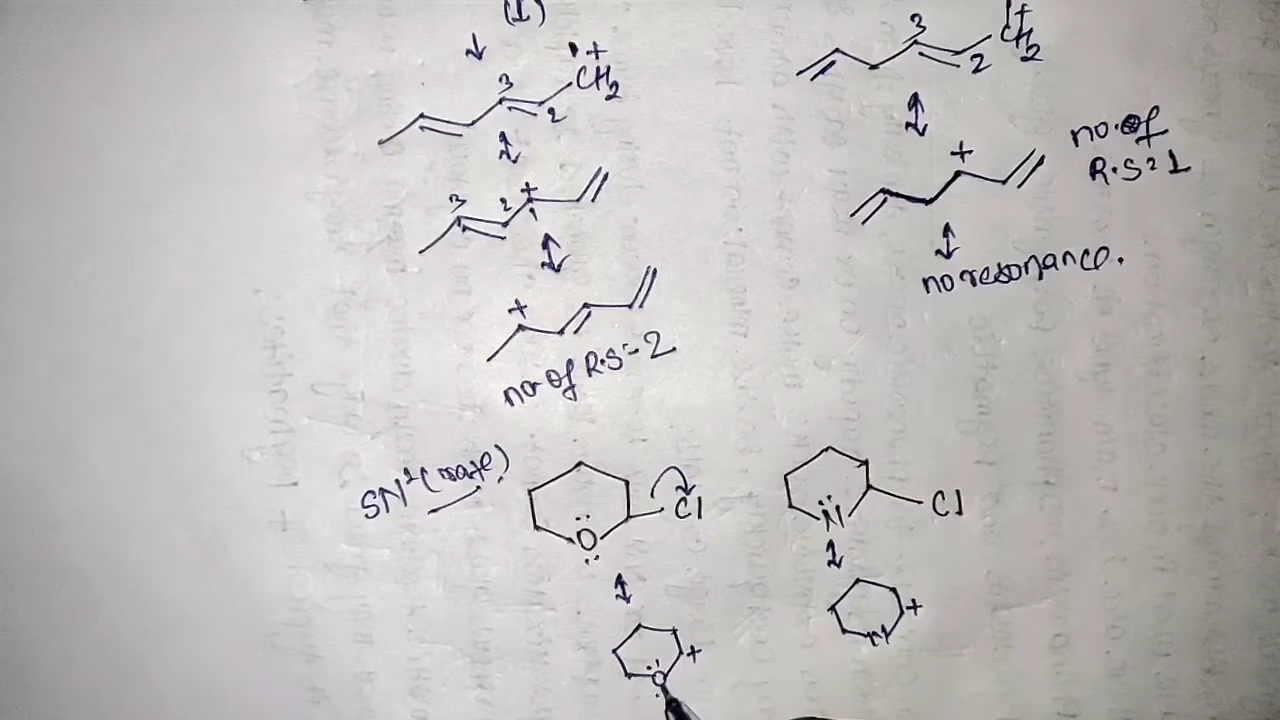 (I)
3
2
+
CH2
3
2
1
+
+
no of R.S=2
3
2
+
CH2
+
no. of
R.S=1
no resonance.
SN1 (rate)
O
Cl
O
+
N
Cl
N
+